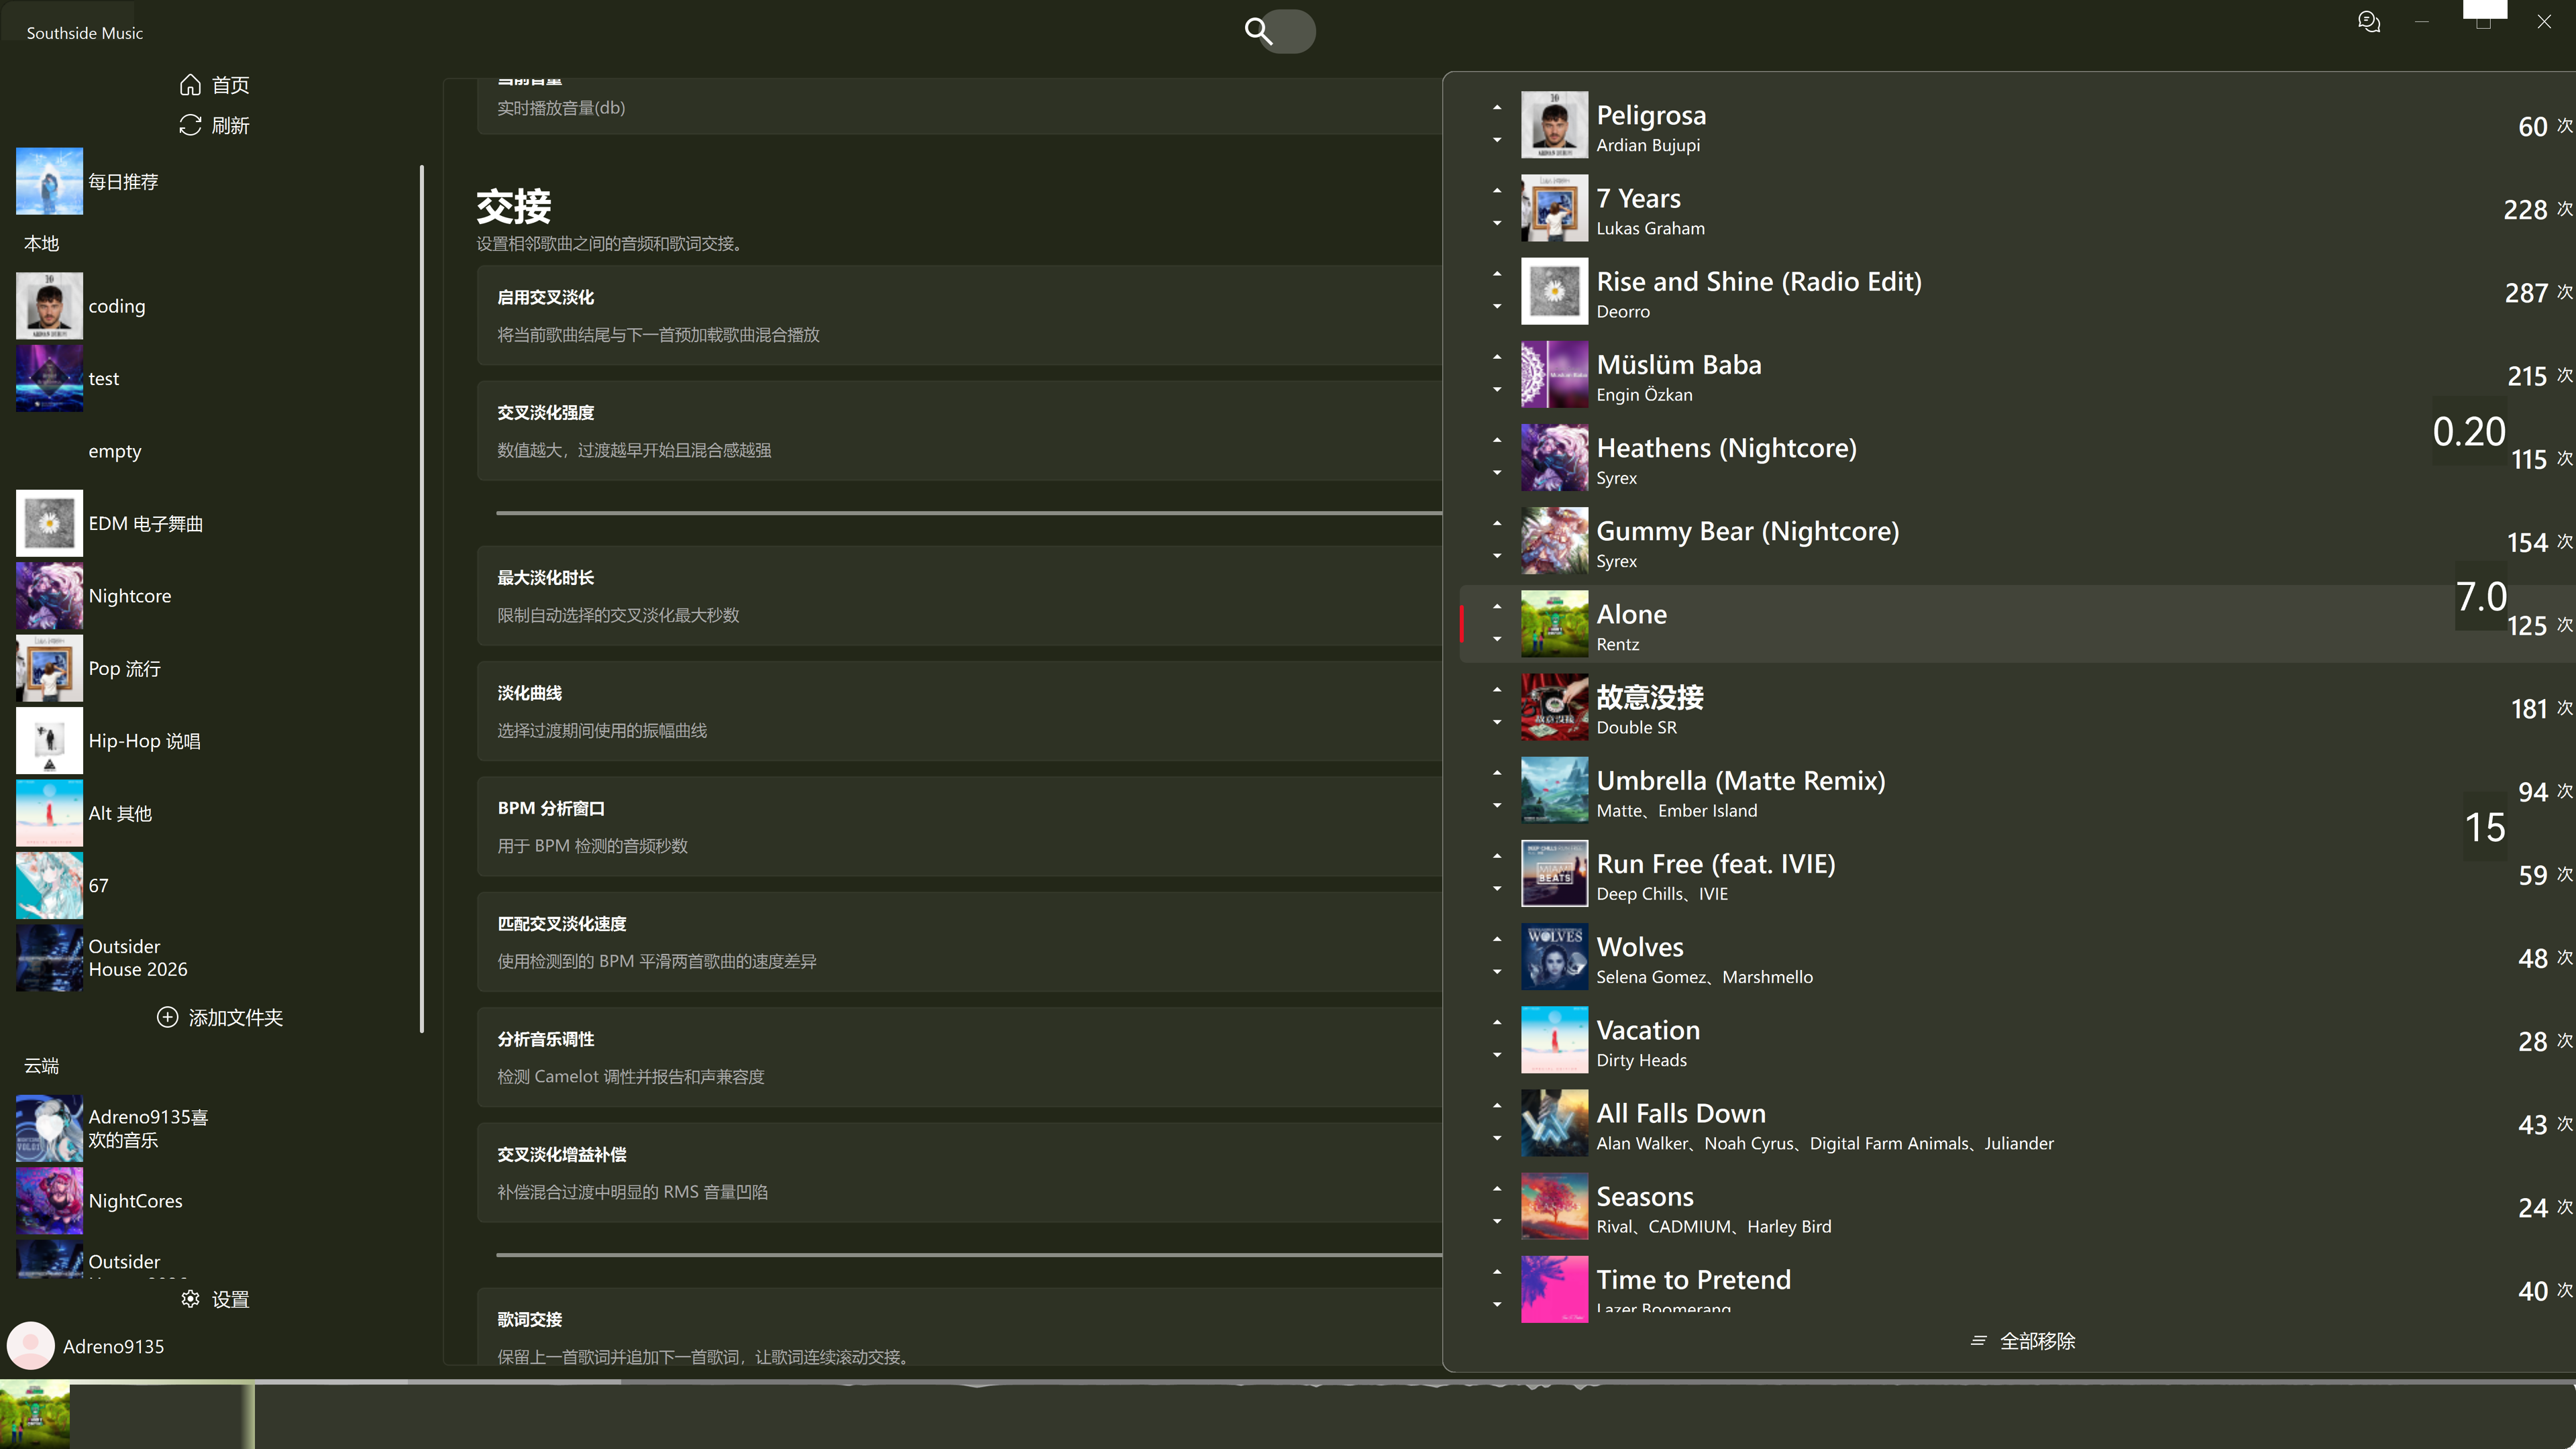 Southside Music
首页
刷新
每日推荐
本地
coding
test
empty
EDM 电子舞曲
Nightcore
Pop 流行
Hip-Hop 说唱
Alt 其他
67
Outsider
House 2026
添加文件夹
云端
Adreno9135喜
欢的音乐
NightCores
Outsider
设置
Adreno9135
当前音量
实时播放音量(db)
交接
设置相邻歌曲之间的音频和歌词交接。
启用交叉淡化
将当前歌曲结尾与下一首预加载歌曲混合播放
交叉淡化强度
数值越大，过渡越早开始且混合感越强
0.20
最大淡化时长
限制自动选择的交叉淡化最大秒数
7.0
淡化曲线
选择过渡期间使用的振幅曲线
BPM 分析窗口
用于 BPM 检测的音频秒数
15
匹配交叉淡化速度
使用检测到的 BPM 平滑两首歌曲的速度差异
分析音乐调性
检测 Camelot 调性并报告和声兼容度
交叉淡化增益补偿
补偿混合过渡中明显的 RMS 音量凹陷
歌词交接
保留上一首歌词并追加下一首歌词，让歌词连续滚动交接。
Peligrosa
Ardian Bujupi
60 次
7 Years
Lukas Graham
228 次
Rise and Shine (Radio Edit)
Deorro
287 次
Müslüm Baba
Engin Özkan
215 次
Heathens (Nightcore)
Syrex
115 次
Gummy Bear (Nightcore)
Syrex
154 次
Alone
Rentz
125 次
故意没接
Double SR
181 次
Umbrella (Matte Remix)
Matte、Ember Island
94 次
Run Free (feat. IVIE)
Deep Chills、IVIE
59 次
Wolves
Selena Gomez、Marshmello
48 次
Vacation
Dirty Heads
28 次
All Falls Down
Alan Walker、Noah Cyrus、Digital Farm Animals、Juliander
43 次
Seasons
Rival、CADMIUM、Harley Bird
24 次
Time to Pretend
Lazer Boomerang
40 次
全部移除